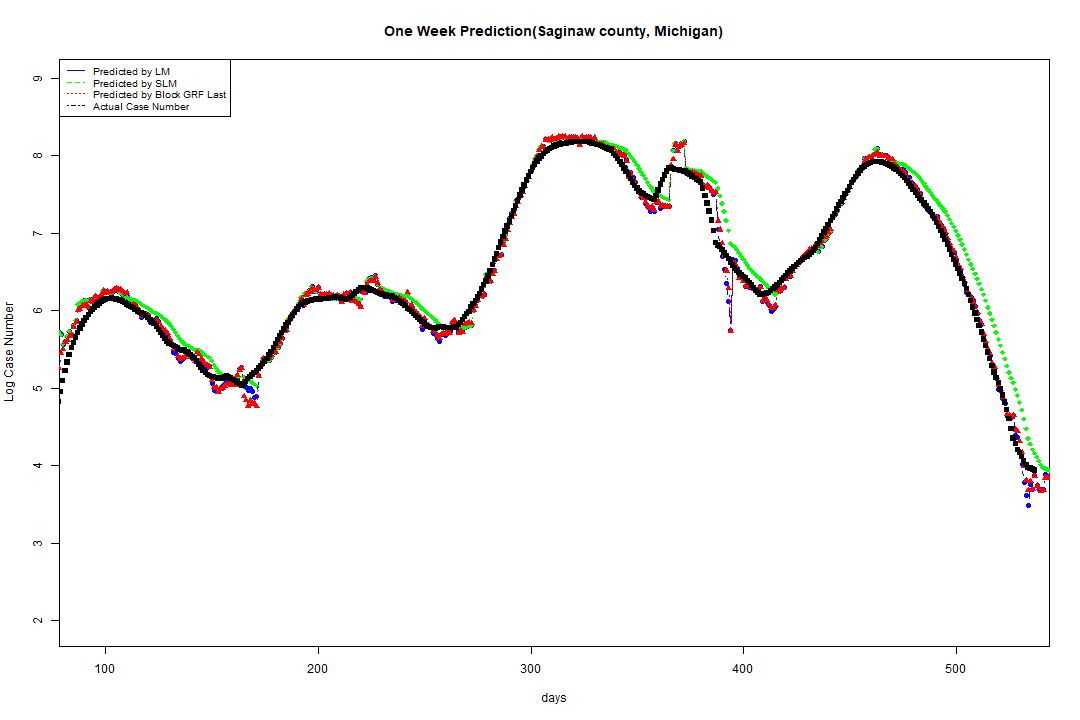 One Week Prediction(Saginaw county, Michigan)
Predicted by LM
Predicted by SLM
Predicted by Block GRF Last
Actual Case Number
9
8
7
6
5
4
3
2
Log Case Number
100 200 300 400 500
days